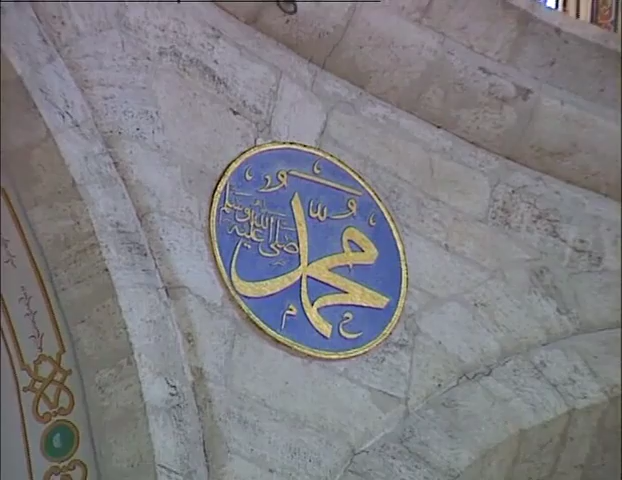 محمد
صلى الله
عليه وسلم